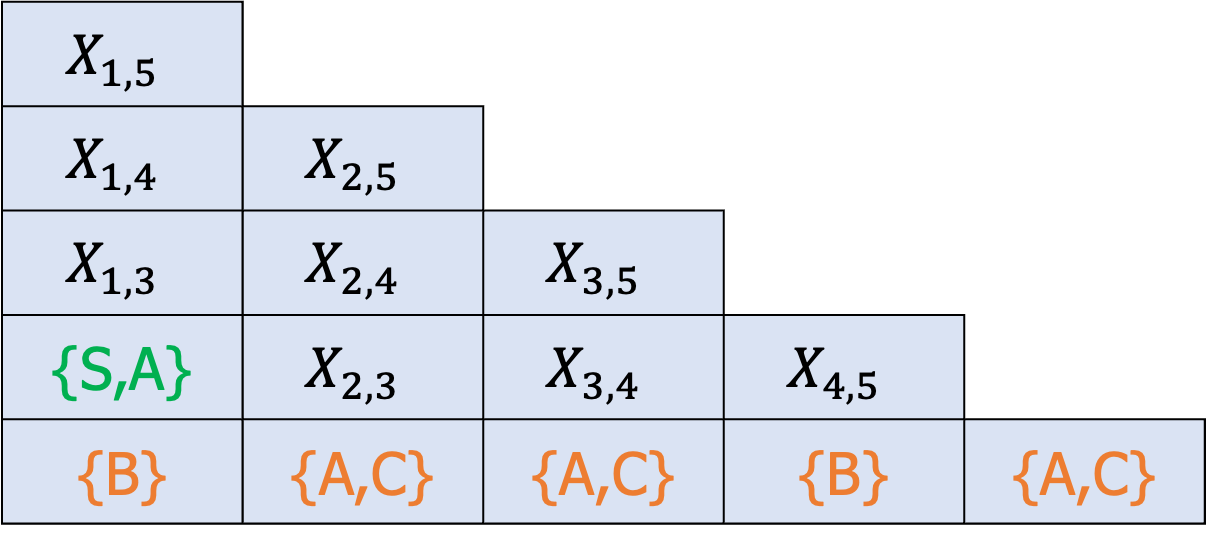 X1,5
X1,4 X2,5
X1,3 X2,4 X3,5
{S,A} X2,3 X3,4 X4,5
{B} {A,C} {A,C} {B} {A,C}